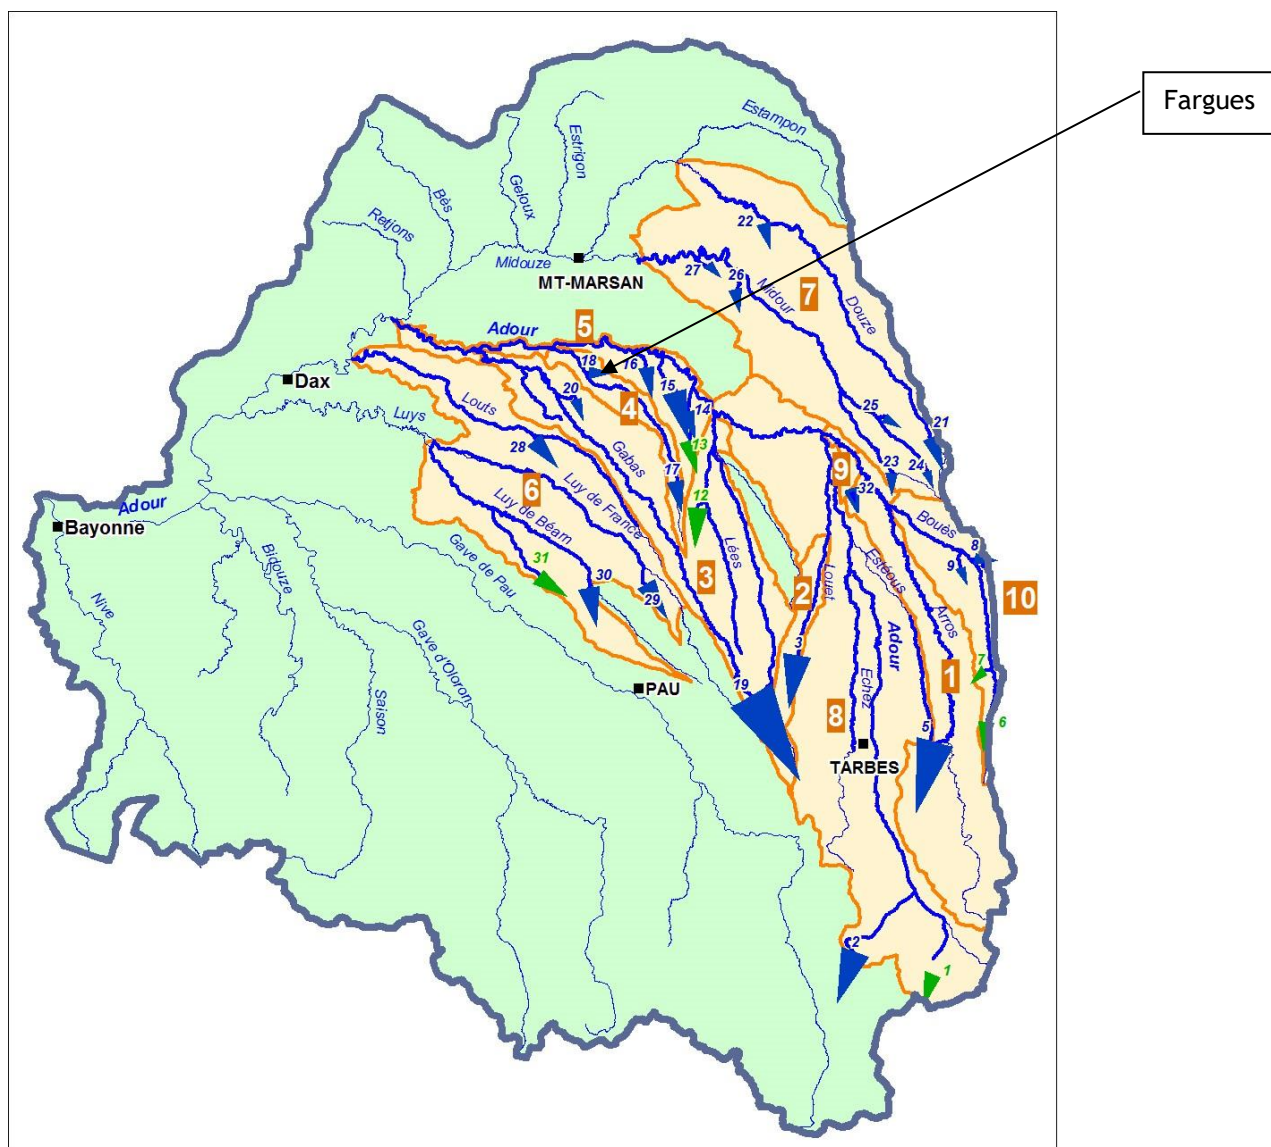 Fargues
Estampon
Estrigon
Geloux
Bès
Retjons
Midouze
MT-MARSAN
22
27
26
Midour
7
Douze
Adour
5
18
16
15
14
20
4
Dax
Louts
Luys
25
21
28
Gabas
13
17
12
9
23
24
32
6
Luy de France
Luy de Béarn
Bouès
8
9
Adour
Bayonne
Gave de Pau
31
30
29
3
Lées
2
Louet
Estéous
Arros
10
Bidouze
Nive
Gave d'Oloron
Saison
PAU
19
3
Echez
Adour
1
7
6
8
5
TARBES
2
1